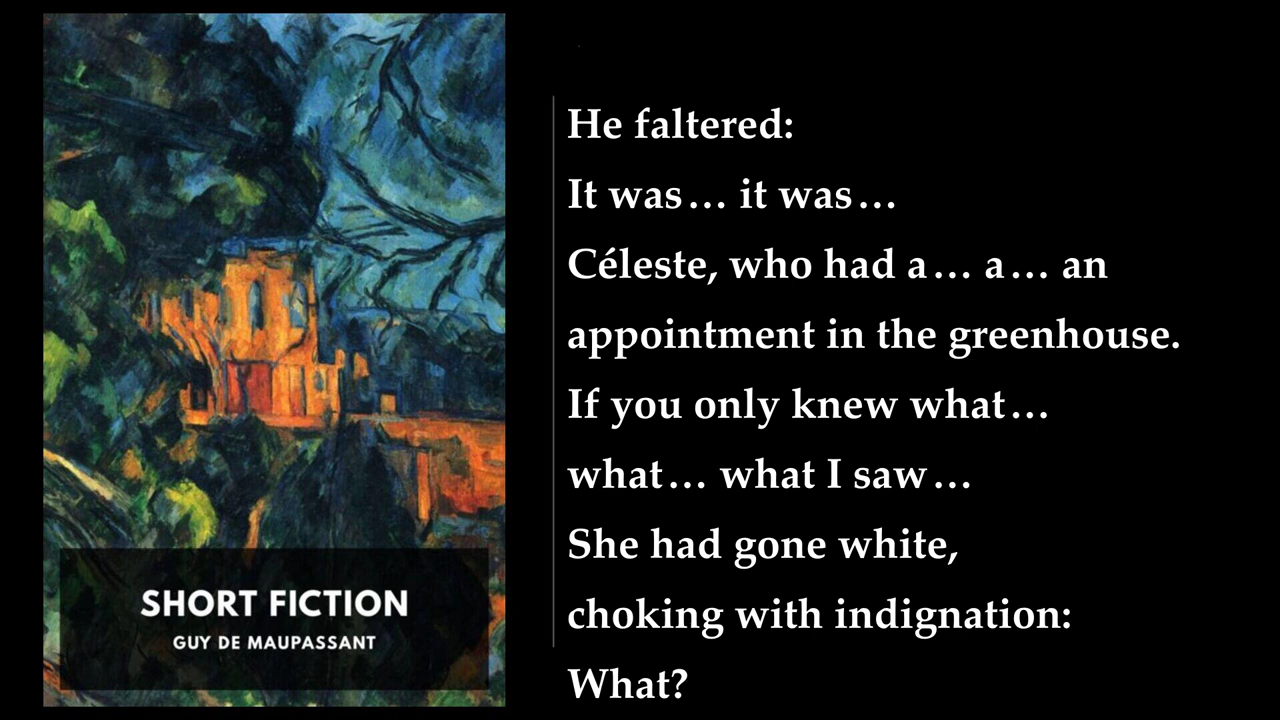 SHORT FICTION
GUY DE MAUPASSANT
He faltered:
It was… it was…
Céleste, who had a… a… an
appointment in the greenhouse.
If you only knew what…
what… what I saw…
She had gone white,
choking with indignation:
What?